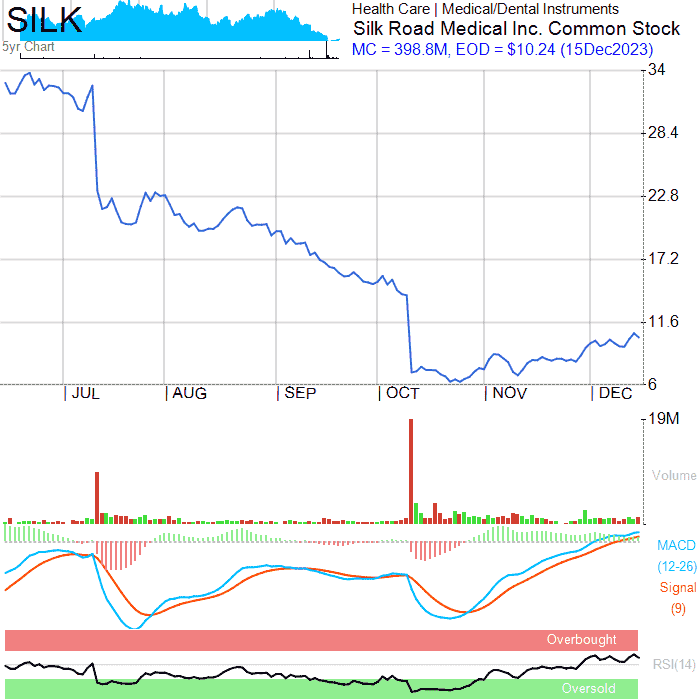 SILK
5yr Chart
Health Care | Medical/Dental Instruments
Silk Road Medical Inc. Common Stock
MC = 398.8M, EOD = $10.24 (15Dec2023)
34
28.4
22.8
17.2
11.6
6
JUL AUG SEP OCT NOV DEC
19M
Volume
MACD
(12-26)
Signal
(9)
Overbought
RSI(14)
Oversold